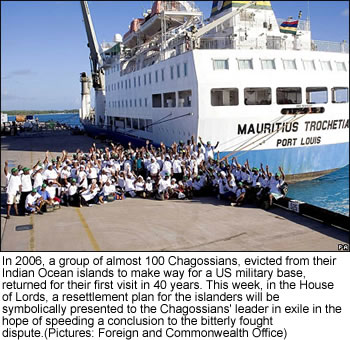 MAURITIUS TROCHETIA
PORT LOUIS
In 2006, a group of almost 100 Chagossians, evicted from their
Indian Ocean islands to make way for a US military base,
returned for their first visit in 40 years. This week, in the House
of Lords, a resettlement plan for the islanders will be
symbolically presented to the Chagossians' leader in exile in the
hope of speeding a conclusion to the bitterly fought
dispute.(Pictures: Foreign and Commonwealth Office)